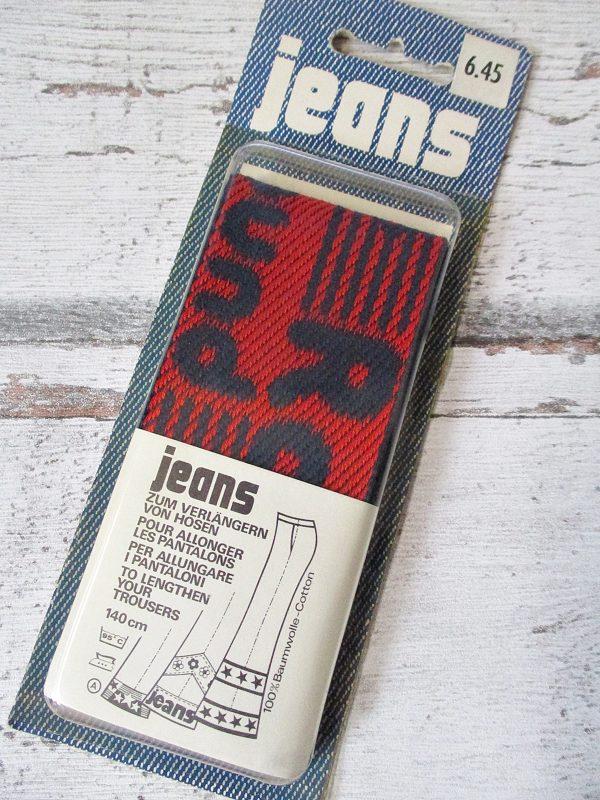 jeans
6.45
jeans
ZUM VERLÄNGERN
VON HOSEN
POUR ALLONGER
LES PANTALONS
PER ALLUNGARE
I PANTALONI
TO LENGTHEN
YOUR
TROUSERS
140 cm
95°C
A
jeans
100% Baumwolle-Cotton